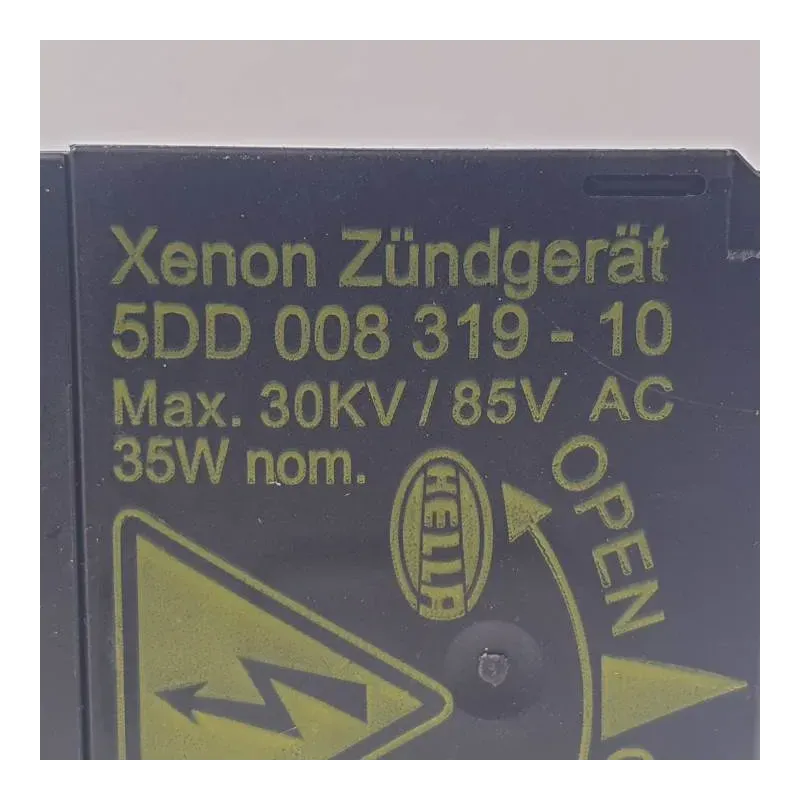 Xenon Zündgerät
5DD 008 319 - 10
Max. 30KV / 85V AC
35W nom.
HELLA
OPEN